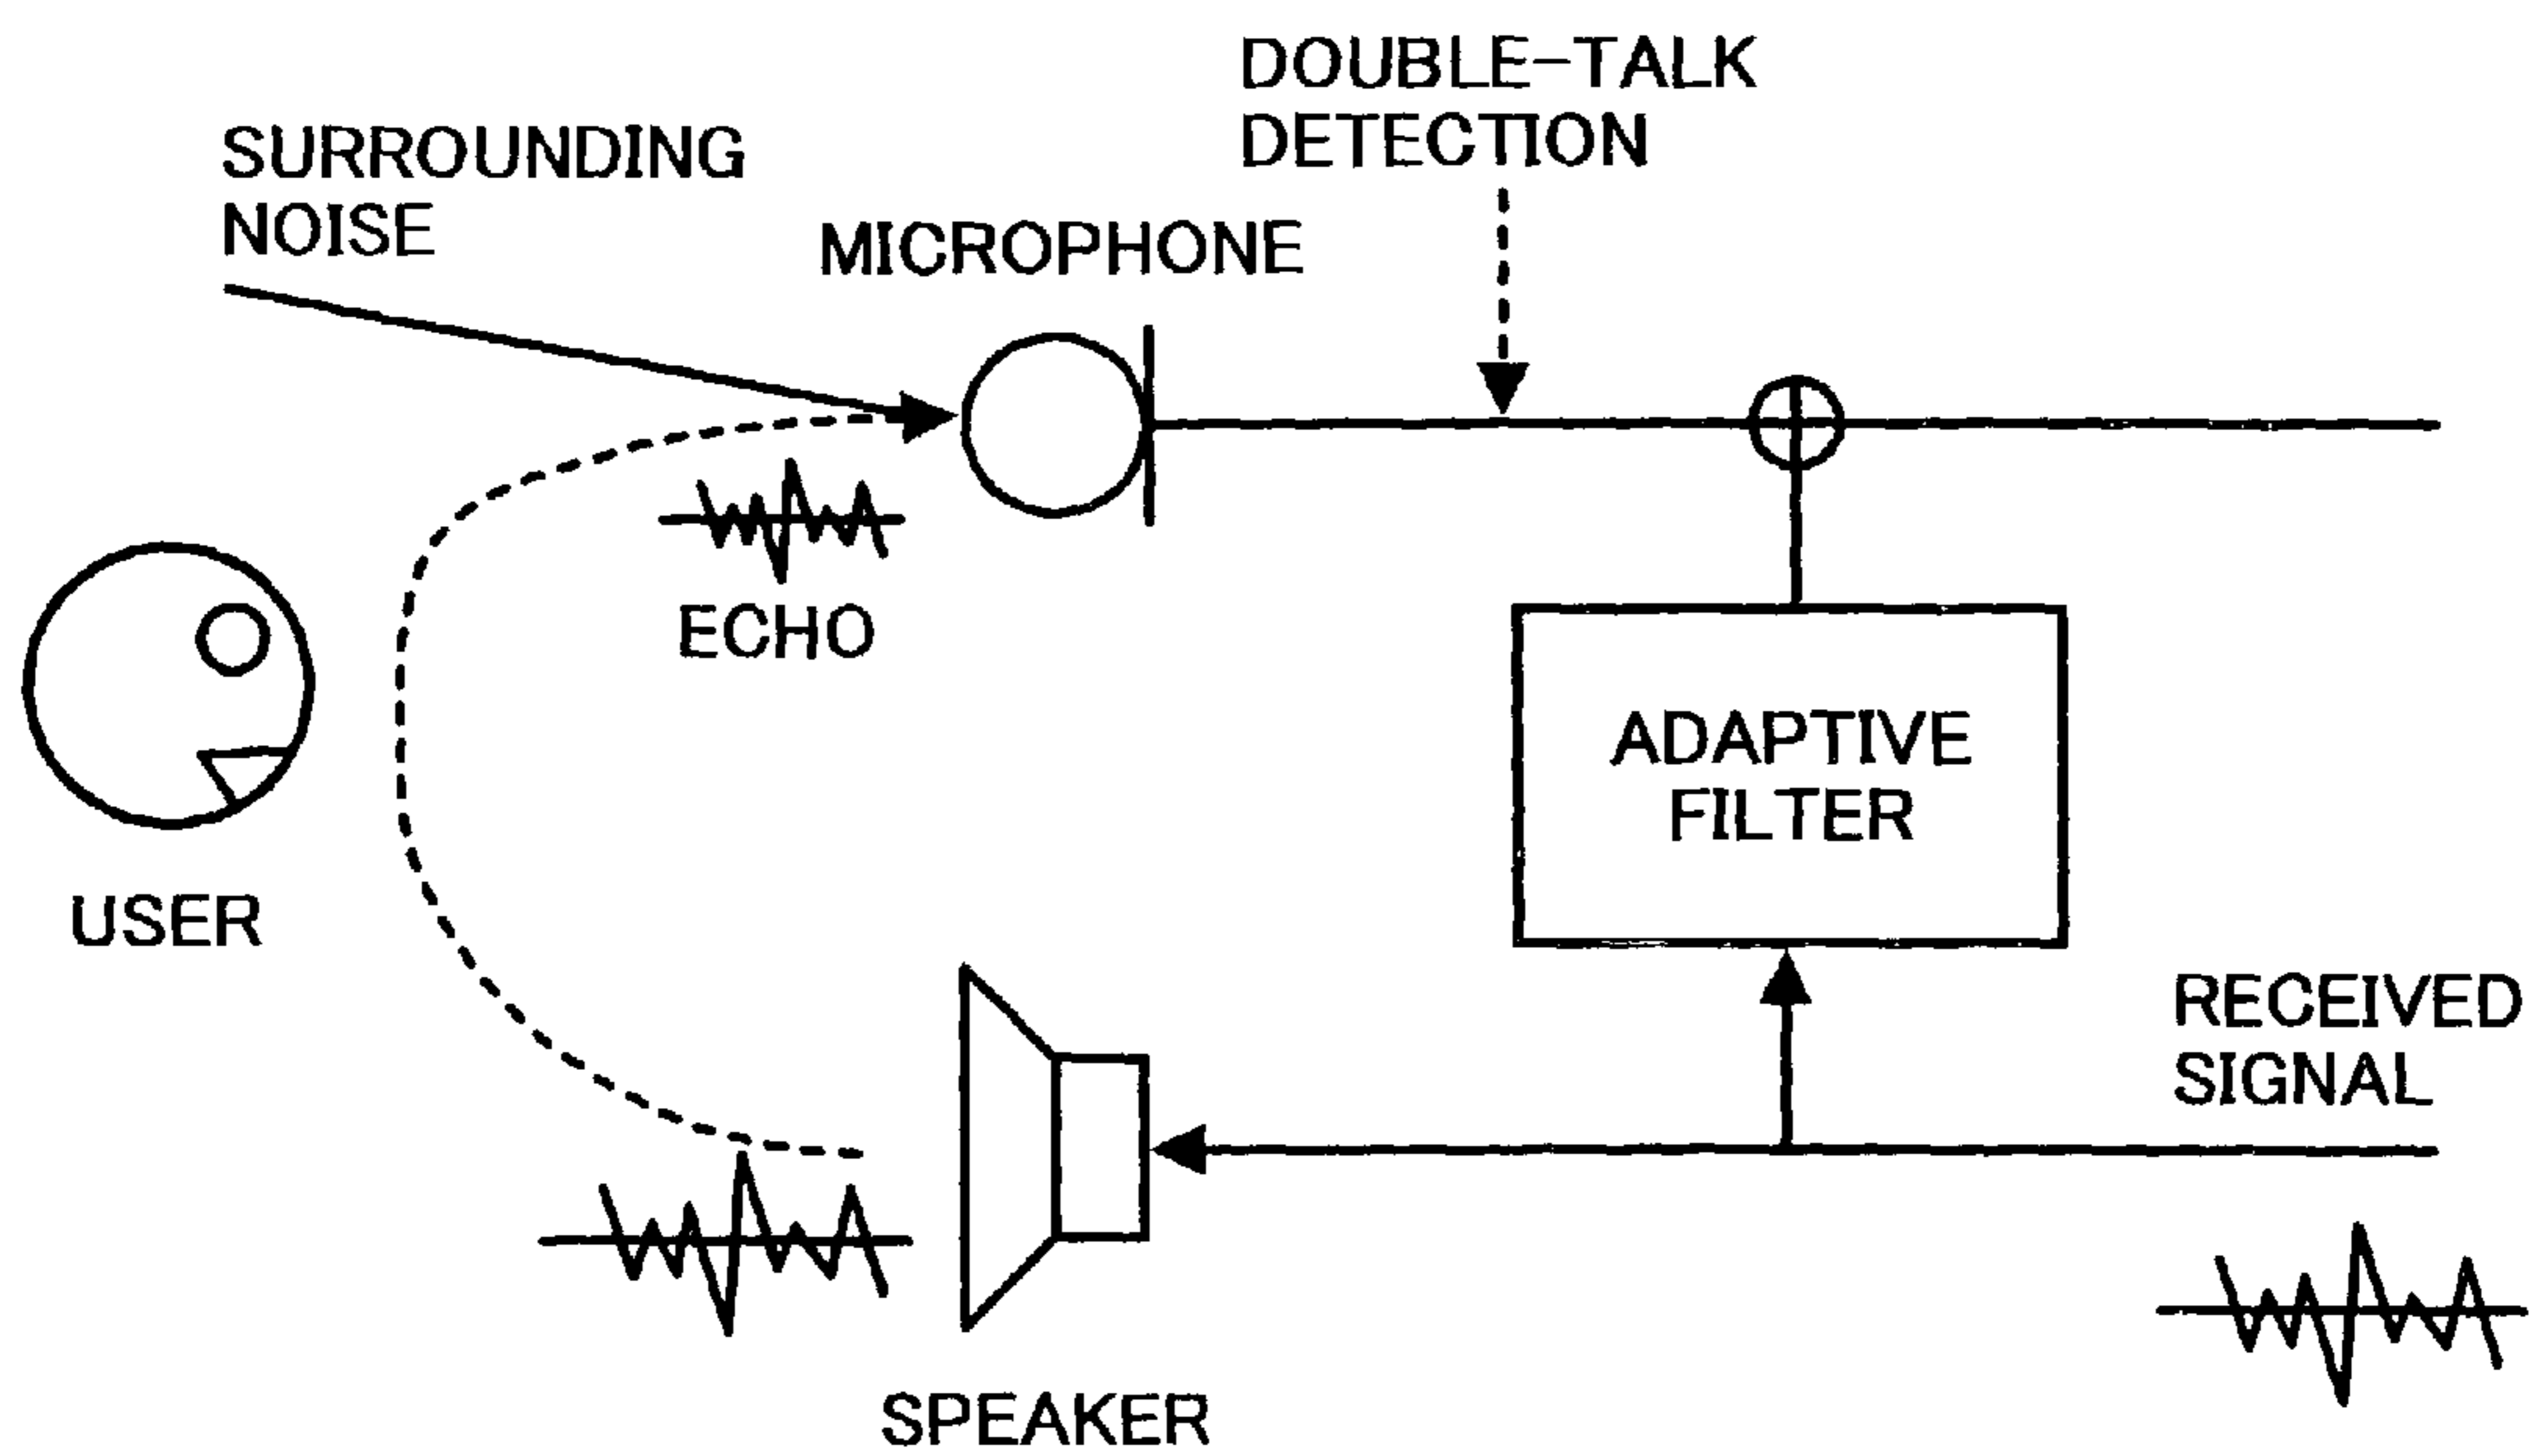 DOUBLE-TALK
DETECTION
SURROUNDING
NOISE
MICROPHONE
ECHO
ADAPTIVE
FILTER
USER
RECEIVED
SIGNAL
SPEAKER